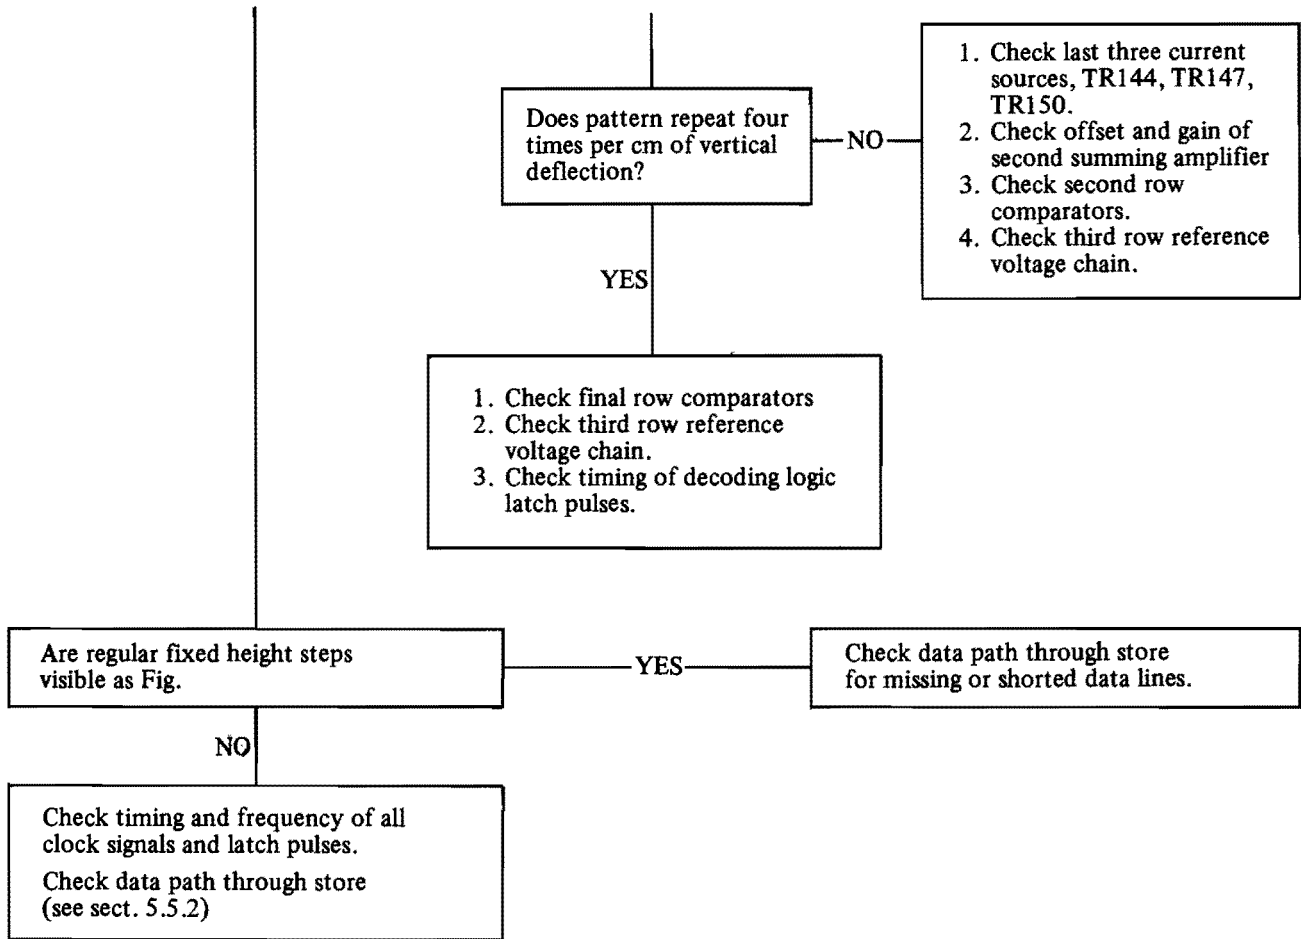 Does pattern repeat four
times per cm of vertical
deflection?
NO
1. Check last three current
sources, TR144, TR147,
TR150.
2. Check offset and gain of
second summing amplifier
3. Check second row
comparators.
4. Check third row reference
voltage chain.
YES
1. Check final row comparators
2. Check third row reference
voltage chain.
3. Check timing of decoding logic
latch pulses.
Are regular fixed height steps
visible as Fig.
YES
Check data path through store
for missing or shorted data lines.
NO
Check timing and frequency of all
clock signals and latch pulses.
Check data path through store
(see sect. 5.5.2)